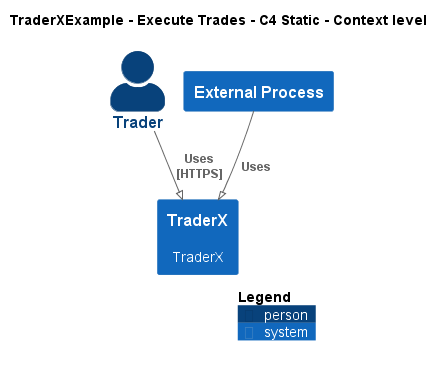 TraderXExample - Execute Trades - C4 Static - Context level
Trader
External Process
Uses
[HTTPS]
Uses
TraderX
TraderX
Legend
person
system